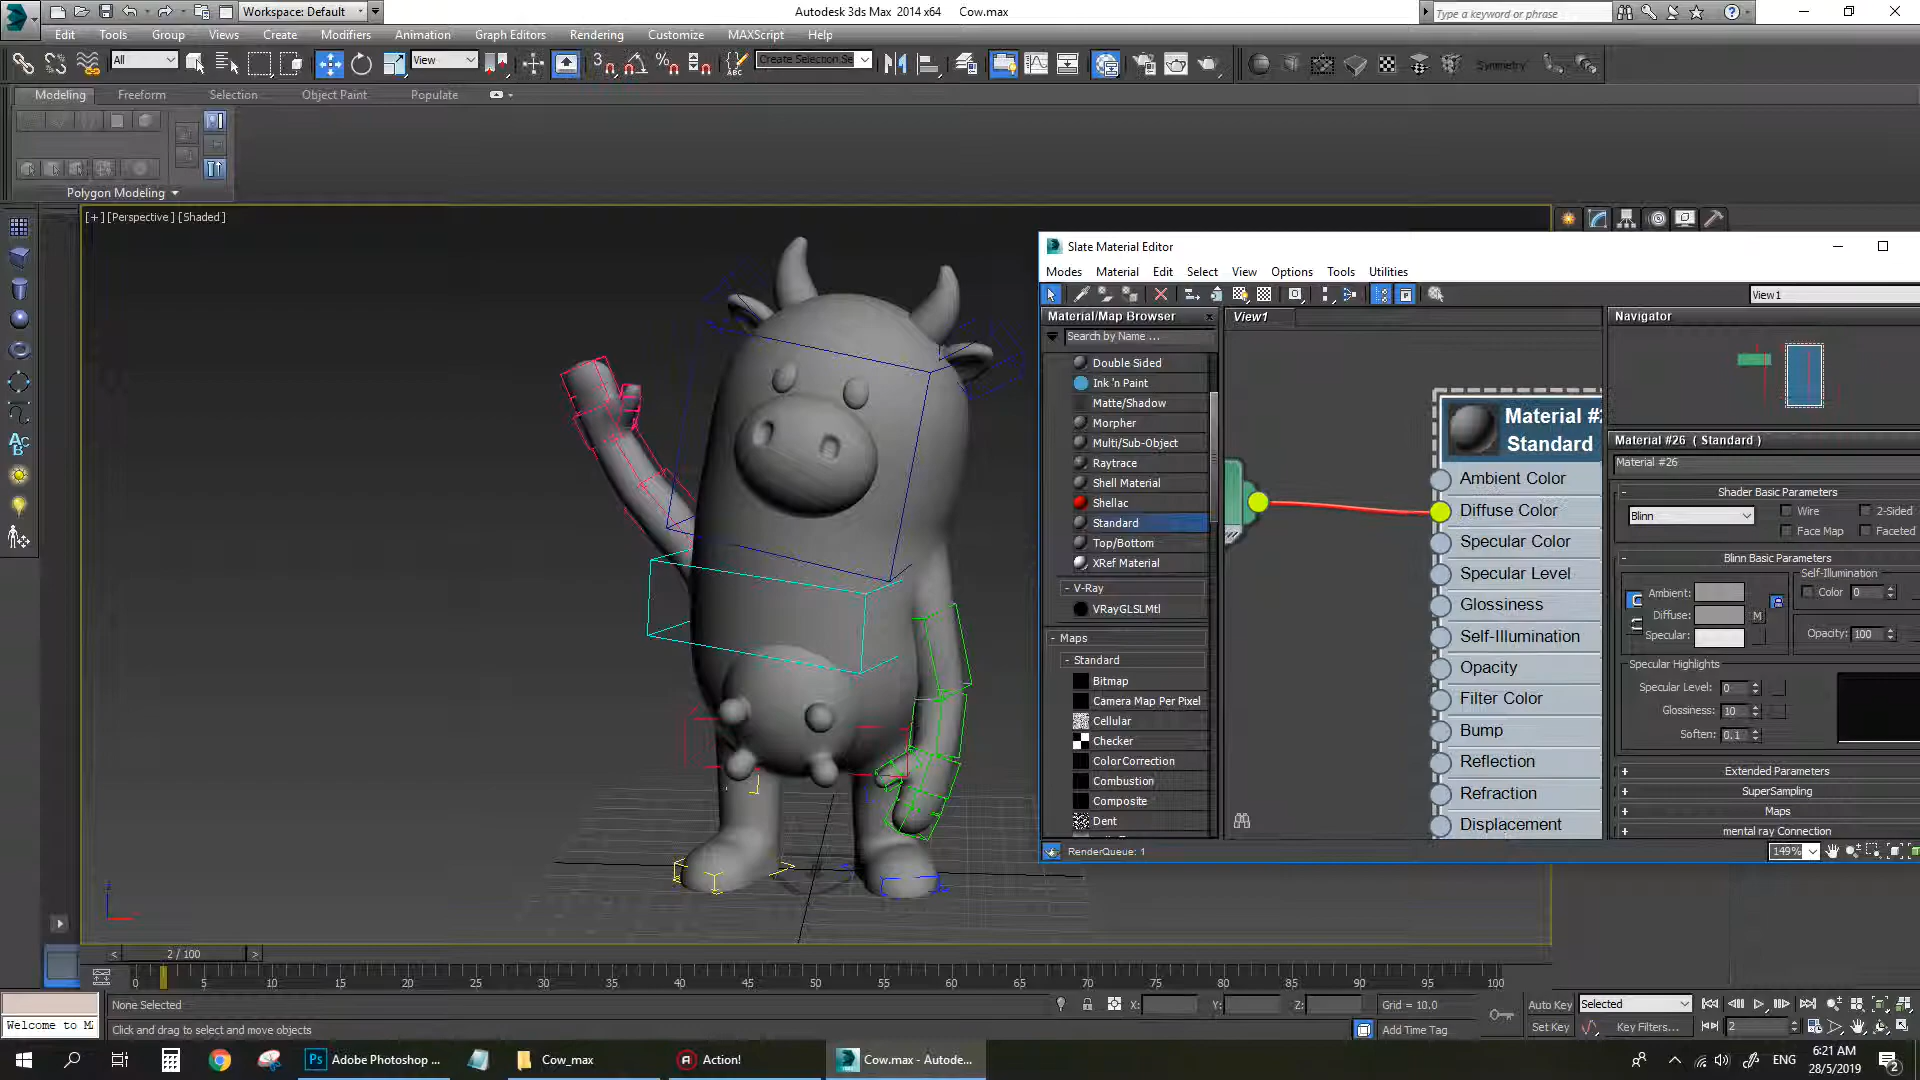 Workspace: Default
Autodesk 3ds Max  2014 x64    Cow.max
Type a keyword or phrase
Edit
Tools
Group
Views
Create
Modifiers
Animation
Graph Editors
Rendering
Customize
MAXScript
Help
All
View
Create Selection Se
Symmetry
Modeling
Freeform
Selection
Object Paint
Populate
Polygon Modeling
[+] [Perspective] [Shaded]
Slate Material Editor
Modes
Material
Edit
Select
View
Options
Tools
Utilities
View1
Material/Map Browser
View1
Navigator
Search by Name ...
Double Sided
Ink 'n Paint
Matte/Shadow
Morpher
Multi/Sub-Object
Raytrace
Shell Material
Shellac
Standard
Top/Bottom
XRef Material
- V-Ray
VRayGLSLMtl
- Maps
- Standard
Bitmap
Camera Map Per Pixel
Cellular
Checker
ColorCorrection
Combustion
Composite
Dent
Material #2
Standard
Ambient Color
Diffuse Color
Specular Color
Specular Level
Glossiness
Self-Illumination
Opacity
Filter Color
Bump
Reflection
Refraction
Displacement
Material #26 ( Standard )
Material #26
Shader Basic Parameters
Blinn
Wire
2-Sided
Face Map
Faceted
Blinn Basic Parameters
Self-Illumination
Ambient:
Color 0
Diffuse:
M
Specular:
Opacity: 100
Specular Highlights
Specular Level: 0
Glossiness: 10
Soften: 0.1
+ Extended Parameters
+ SuperSampling
+ Maps
+ mental ray Connection
RenderQueue: 1
149%
< 2 / 100 >
0 5 10 15 20 25 30 35 40 45 50 55 60 65 70 75 80 85 90 95 100
None Selected
X:
Y:
Z:
Grid = 10.0
Auto Key
Selected
Welcome to M
Click and drag to select and move objects
Add Time Tag
Set Key
Key Filters...
2
Ps
Adobe Photoshop ...
Cow_max
Action!
Cow.max - Autode...
ENG
6:21 AM
28/5/2019
2